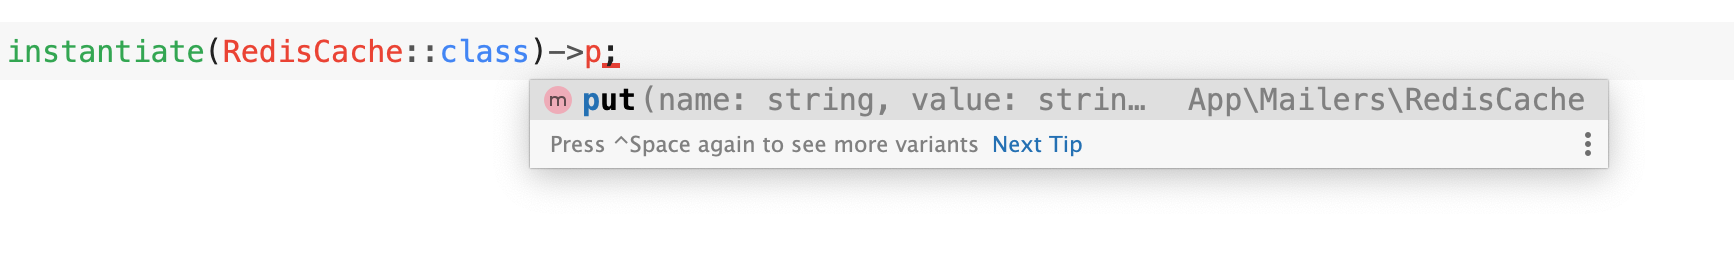 instantiate(RedisCache::class)->p;
m put(name: string, value: strin… App\Mailers\RedisCache
Press ^Space again to see more variants Next Tip